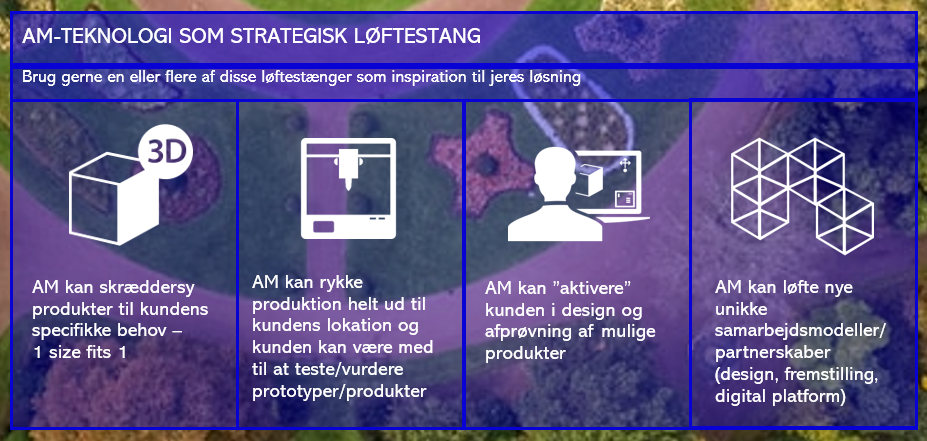 AM-TEKNOLOGI SOM STRATEGISK LØFTESTANG
Brug gerne en eller flere af disse løftestænger som inspiration til jeres løsning
3D
AM kan skræddersy
produkter til kundens
specifikke behov –
1 size fits 1
AM kan rykke
produktion helt ud til
kundens lokation og
kunden kan være med
til at teste/vurdere
prototyper/produkter
AM kan ”aktivere”
kunden i design og
afprøvning af mulige
produkter
AM kan løfte nye
unikke
samarbejdsmodeller/
partnerskaber
(design, fremstilling,
digital platform)